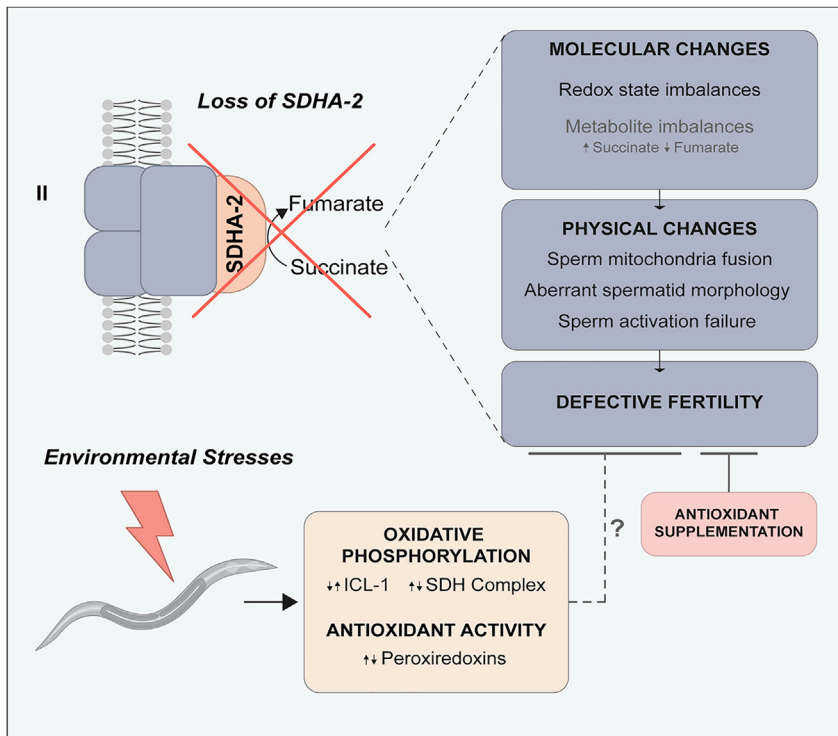 Loss of SDHA-2
II
SDHA-2
Fumarate
Succinate
MOLECULAR CHANGES
Redox state imbalances
Metabolite imbalances
↑ Succinate ↓ Fumarate
PHYSICAL CHANGES
Sperm mitochondria fusion
Aberrant spermatid morphology
Sperm activation failure
DEFECTIVE FERTILITY
Environmental Stresses
OXIDATIVE
PHOSPHORYLATION
↓↑ ICL-1 ↑↓ SDH Complex
ANTIOXIDANT ACTIVITY
↑↓ Peroxiredoxins
?
ANTIOXIDANT
SUPPLEMENTATION